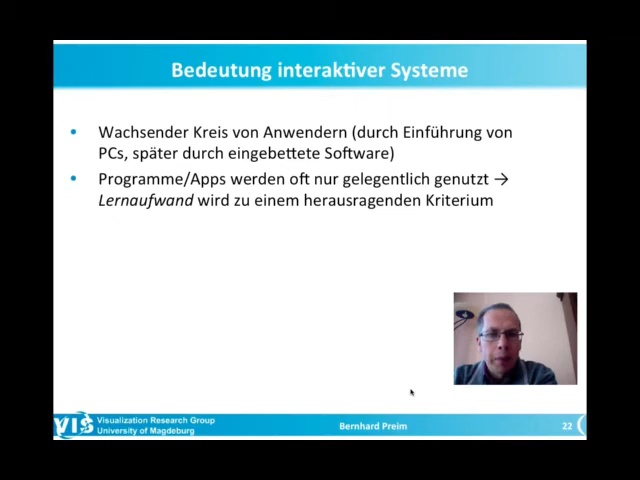 Bedeutung interaktiver Systeme
• Wachsender Kreis von Anwendern (durch Einführung von
PCs, später durch eingebettete Software)
• Programme/Apps werden oft nur gelegentlich genutzt →
Lernaufwand wird zu einem herausragenden Kriterium
VIS
Visualization Research Group
University of Magdeburg
Bernhard Preim
22